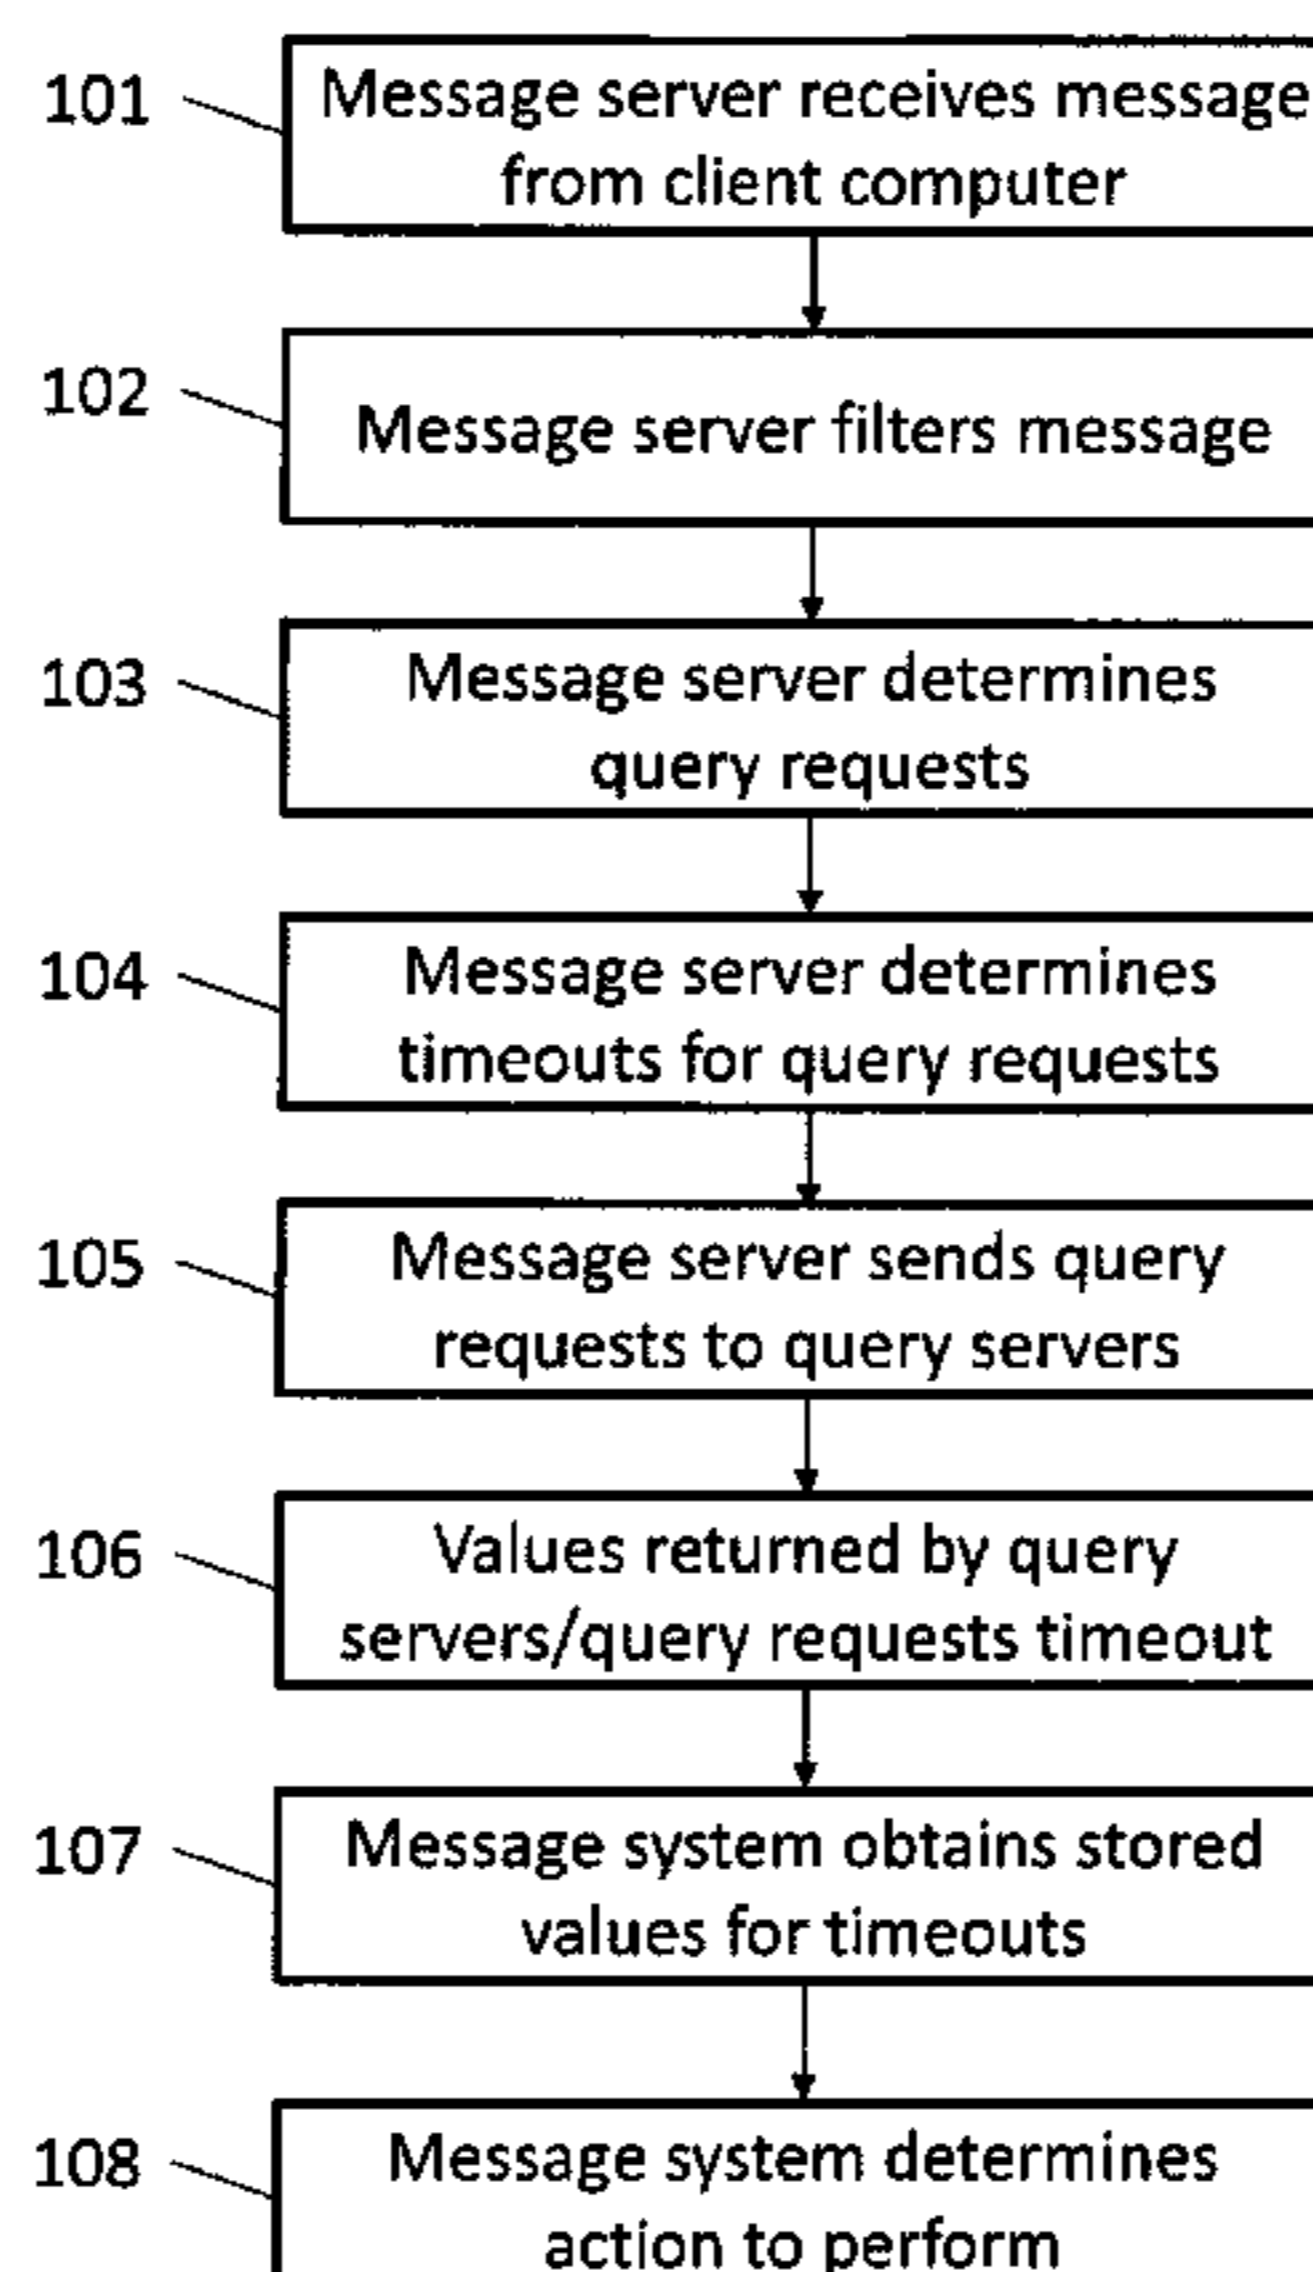 101
Message server receives message
from client computer
102
Message server filters message
103
Message server determines
query requests
104
Message server determines
timeouts for query requests
105
Message server sends query
requests to query servers
106
Values returned by query
servers/query requests timeout
107
Message system obtains stored
values for timeouts
108
Message system determines
action to perform